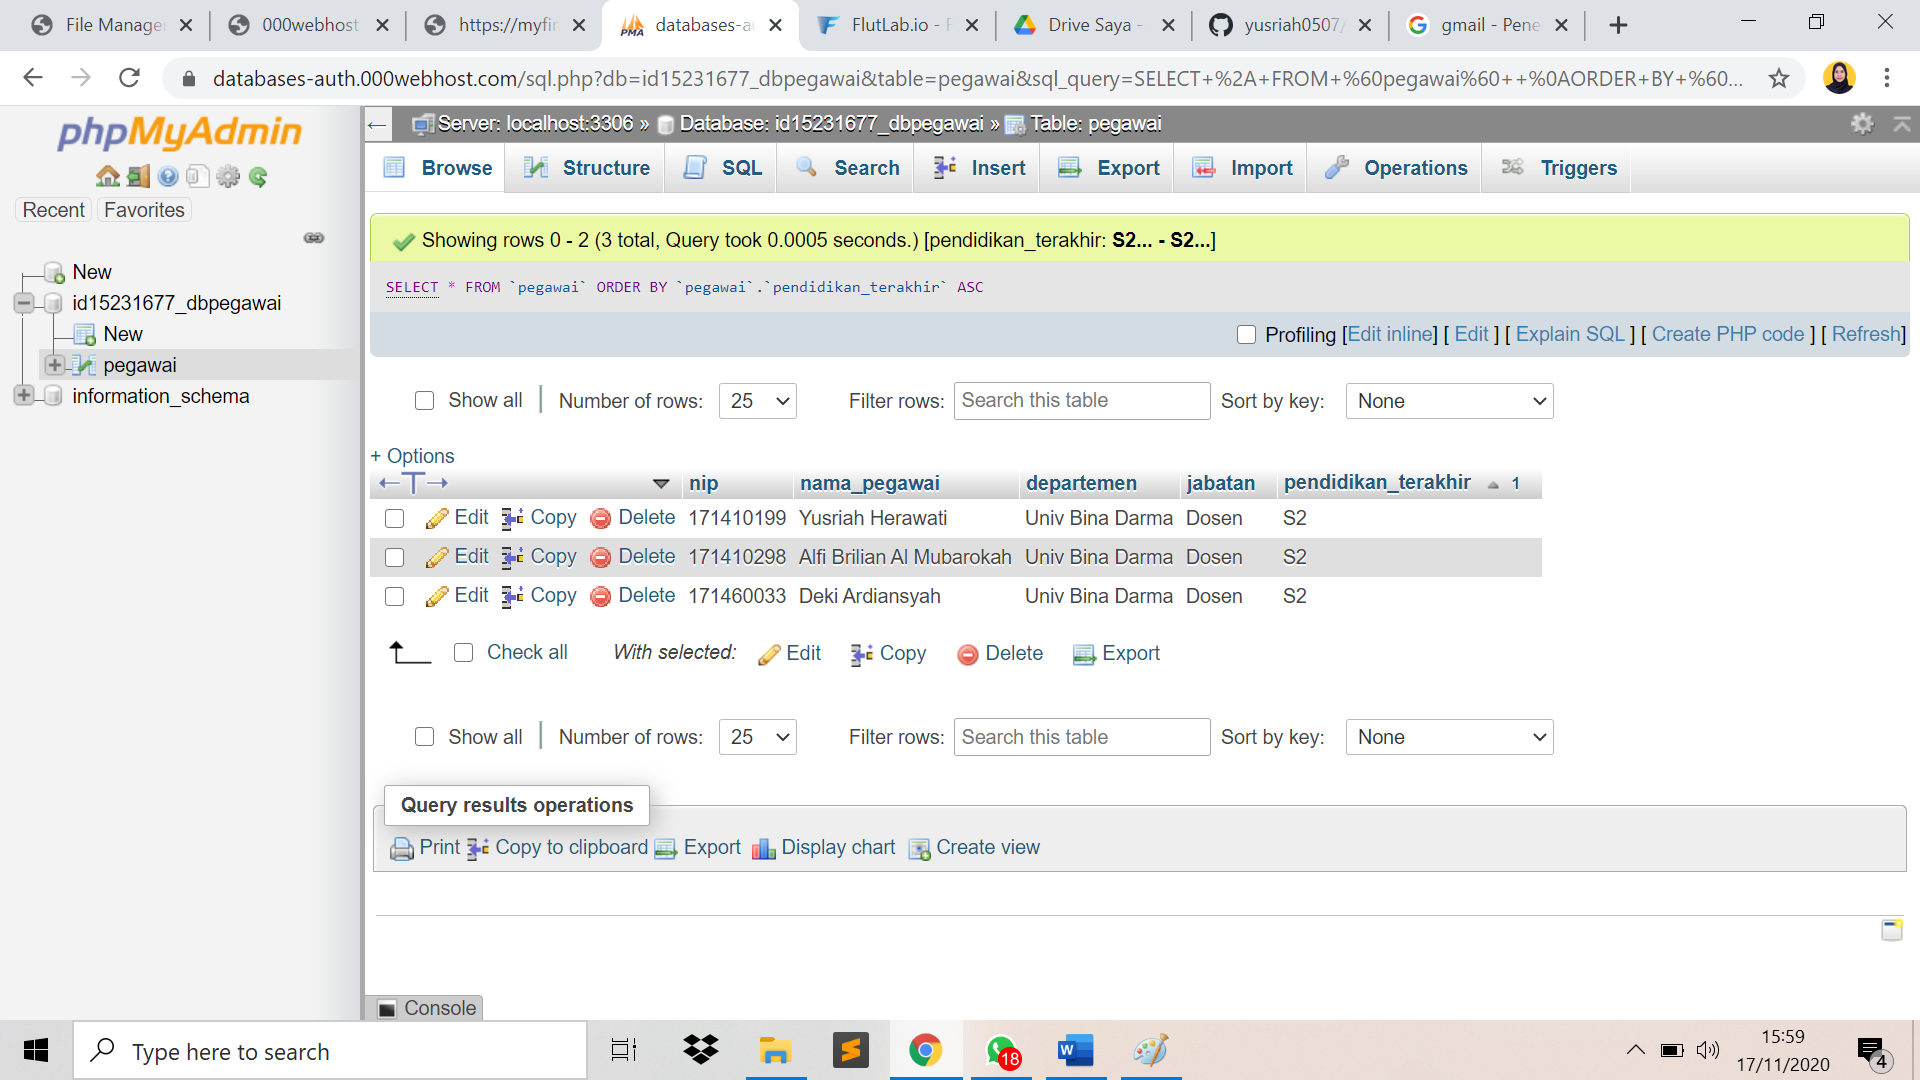 File Manager
000webhost
https://myfir
databases-au
FlutLab.io - F
Drive Saya -
yusriah0507/
gmail - Pene
databases-auth.000webhost.com/sql.php?db=id15231677_dbpegawai&table=pegawai&sql_query=SELECT+%2A+FROM+%60pegawai%60++%0AORDER+BY+%60...
phpMyAdmin
Recent Favorites
New
id15231677_dbpegawai
New
pegawai
information_schema
Server: localhost:3306 » Database: id15231677_dbpegawai » Table: pegawai
Browse Structure SQL Search Insert Export Import Operations Triggers
Showing rows 0 - 2 (3 total, Query took 0.0005 seconds.) [pendidikan_terakhir: S2... - S2...]
SELECT * FROM `pegawai` ORDER BY `pegawai`.`pendidikan_terakhir` ASC
Profiling [Edit inline] [ Edit ] [ Explain SQL ] [ Create PHP code ] [ Refresh]
Show all Number of rows: 25 Filter rows: Search this table Sort by key: None
+ Options
←T→ nip nama_pegawai departemen jabatan pendidikan_terakhir 1
Edit Copy Delete 171410199 Yusriah Herawati Univ Bina Darma Dosen S2
Edit Copy Delete 171410298 Alfi Brilian Al Mubarokah Univ Bina Darma Dosen S2
Edit Copy Delete 171460033 Deki Ardiansyah Univ Bina Darma Dosen S2
Check all With selected: Edit Copy Delete Export
Show all Number of rows: 25 Filter rows: Search this table Sort by key: None
Query results operations
Print Copy to clipboard Export Display chart Create view
Console
Type here to search
18
15:59
17/11/2020
4